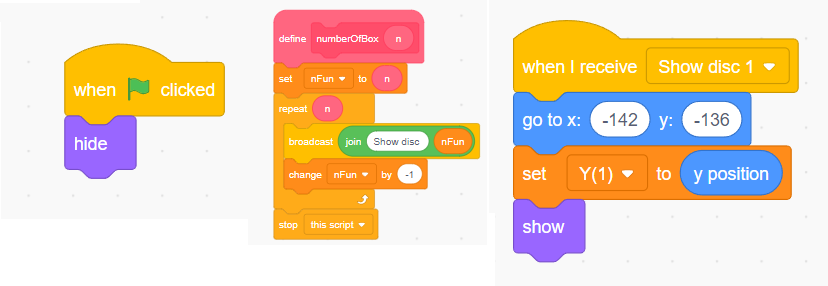 when clicked
hide
define numberOfBox n
set nFun to n
repeat n
broadcast join Show disc nFun
change nFun by -1
stop this script
when I receive Show disc 1
go to x: -142 y: -136
set Y(1) to y position
show